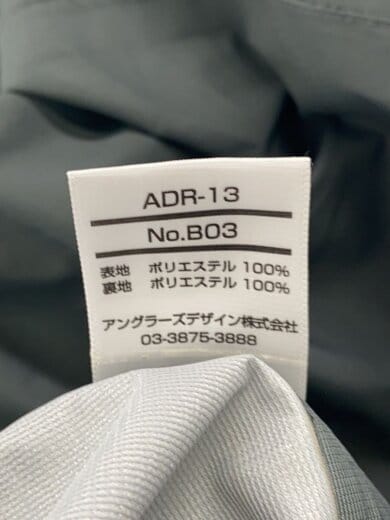 ADR-13
No.B03
表地 ポリエステル 100%
裏地 ポリエステル 100%
アングラーズデザイン株式会社
03-3875-3888